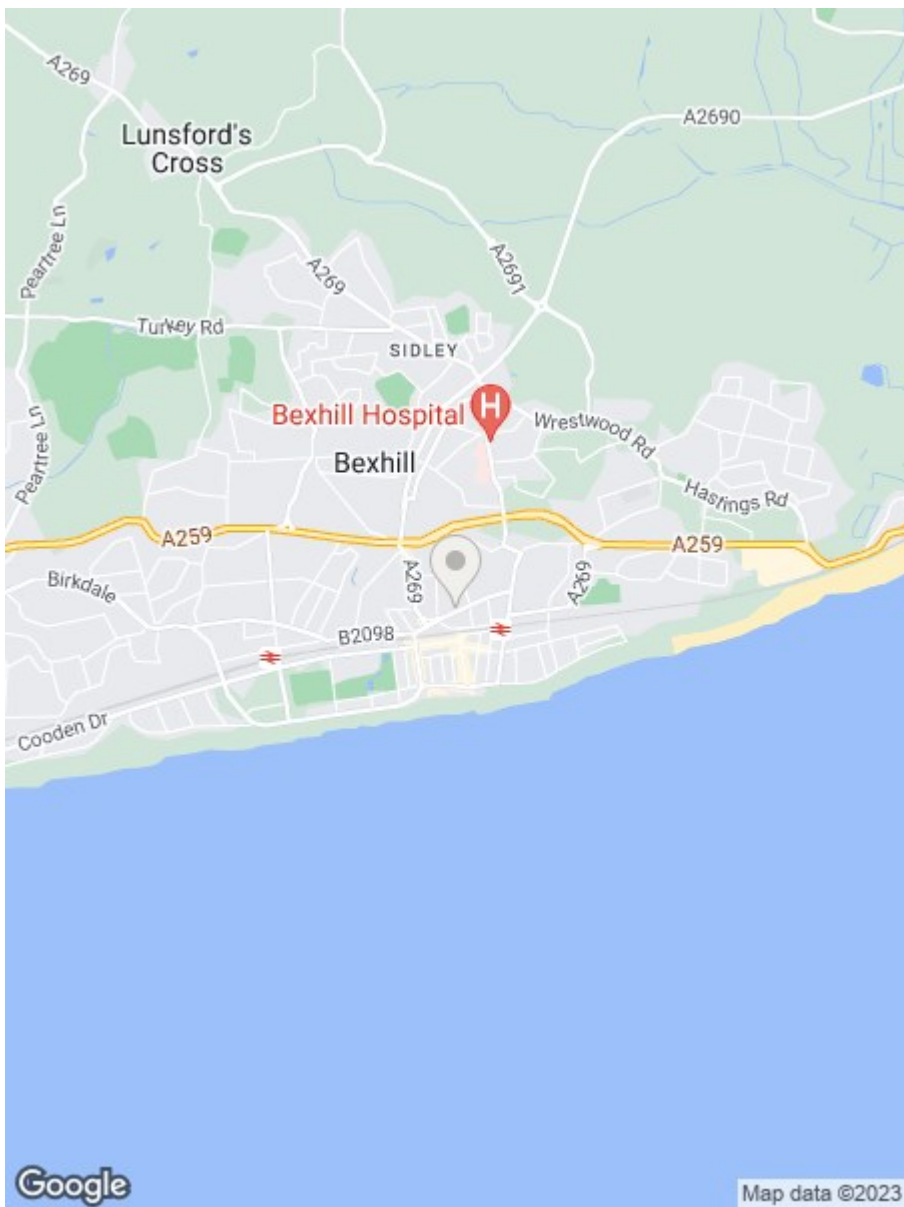 A269
Lunsford's
Cross
A2690
Peartree Ln
A269
A2691
Turkey Rd
SIDLEY
Peartree Ln
Bexhill Hospital
H
Wrestwood Rd
Bexhill
Hastings Rd
A259
A259
Birkdale
A269
A269
B2098
Cooden Dr
Google
Map data ©2023